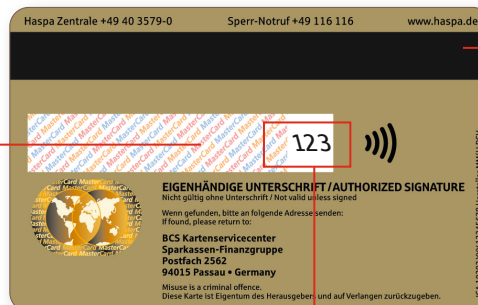 Haspa Zentrale +49 40 3579-0 Sperr-Notruf +49 116 116 www.haspa.de
123
EIGENHÄNDIGE UNTERSCHRIFT/AUTHORIZED SIGNATURE
Nicht gültig ohne Unterschrift / Not valid unless signed
Wenn gefunden, bitte an folgende Adresse senden:
If found, please return to:
BCS Kartenservicecenter
Sparkassen-Finanzgruppe
Postfach 2562
94015 Passau • Germany
Misuse is a criminal offence.
Diese Karte ist Eigentum des Herausgebers und auf Verlangen zurückzugeben.